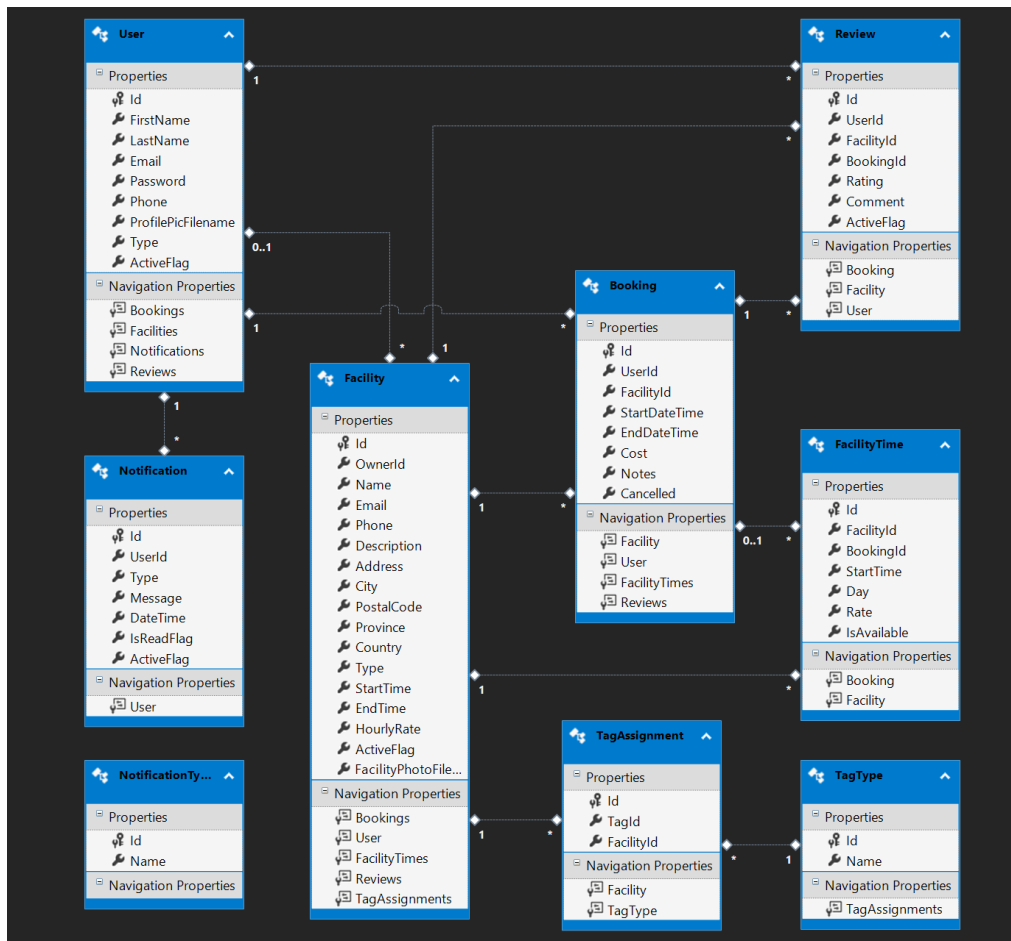 User
Properties
Id
FirstName
LastName
Email
Password
Phone
ProfilePicFilename
Type
ActiveFlag
Navigation Properties
Bookings
Facilities
Notifications
Reviews
1
*
0..1
*
1
*
1
*
1
*
Review
Properties
Id
UserId
FacilityId
BookingId
Rating
Comment
ActiveFlag
Navigation Properties
Booking
Facility
User
Booking
Properties
Id
UserId
FacilityId
StartDateTime
EndDateTime
Cost
Notes
Cancelled
Navigation Properties
Facility
User
FacilityTimes
Reviews
1
*
0..1
*
Facility
Properties
Id
OwnerId
Name
Email
Phone
Description
Address
City
PostalCode
Province
Country
Type
StartTime
EndTime
HourlyRate
ActiveFlag
FacilityPhotoFile...
Navigation Properties
Bookings
User
FacilityTimes
Reviews
TagAssignments
1
*
1
*
1
*
FacilityTime
Properties
Id
FacilityId
BookingId
StartTime
Day
Rate
IsAvailable
Navigation Properties
Booking
Facility
Notification
Properties
Id
UserId
Type
Message
DateTime
IsReadFlag
ActiveFlag
Navigation Properties
User
NotificationTy...
Properties
Id
Name
Navigation Properties
TagAssignment
Properties
Id
TagId
FacilityId
Navigation Properties
Facility
TagType
*
1
TagType
Properties
Id
Name
Navigation Properties
TagAssignments